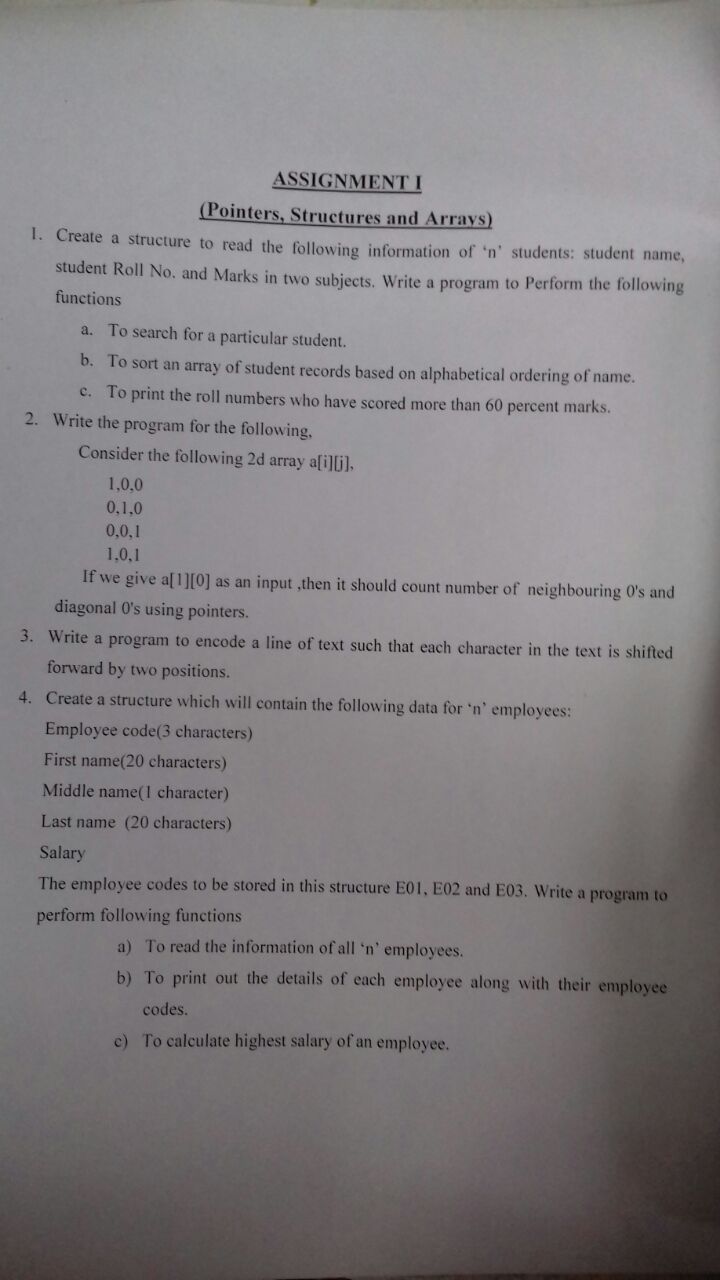 ASSIGNMENT I
(Pointers, Structures and Arrays)
1. Create a structure to read the following information of ‘n’ students: student name,
student Roll No. and Marks in two subjects. Write a program to Perform the following
functions
a. To search for a particular student.
b. To sort an array of student records based on alphabetical ordering of name.
c. To print the roll numbers who have scored more than 60 percent marks.
2. Write the program for the following,
Consider the following 2d array a[i][j],
1,0,0
0,1,0
0,0,1
1,0,1
If we give a[1][0] as an input ,then it should count number of neighbouring 0's and
diagonal 0's using pointers.
3. Write a program to encode a line of text such that each character in the text is shifted
forward by two positions.
4. Create a structure which will contain the following data for ‘n’ employees:
Employee code(3 characters)
First name(20 characters)
Middle name(1 character)
Last name (20 characters)
Salary
The employee codes to be stored in this structure E01, E02 and E03. Write a program to
perform following functions
a) To read the information of all ‘n’ employees.
b) To print out the details of each employee along with their employee
codes.
c) To calculate highest salary of an employee.